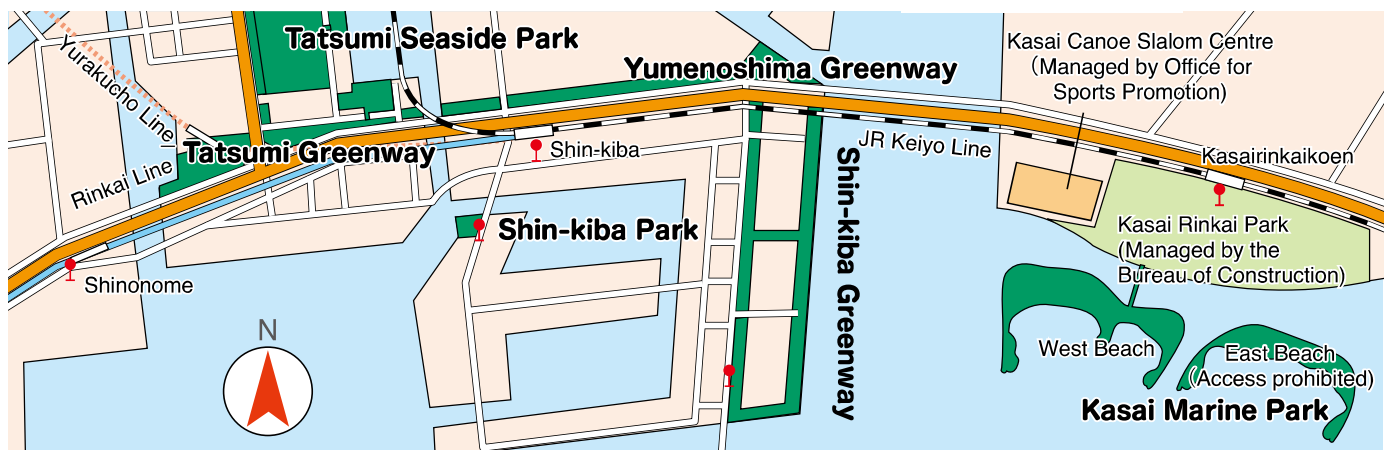 Tatsumi Seaside Park
Yumenoshima Greenway
Kasai Canoe Slalom Centre
(Managed by Office for
Sports Promotion)
Yurakucho Line
Tatsumi Greenway
Shin-kiba
JR Keiyo Line
Kasairinkaikoen
Rinkai Line
Shin-kiba Park
Shin-kiba Greenway
Kasai Rinkai Park
(Managed by the
Bureau of Construction)
Shinonome
N
West Beach
East Beach
(Access prohibited)
Kasai Marine Park